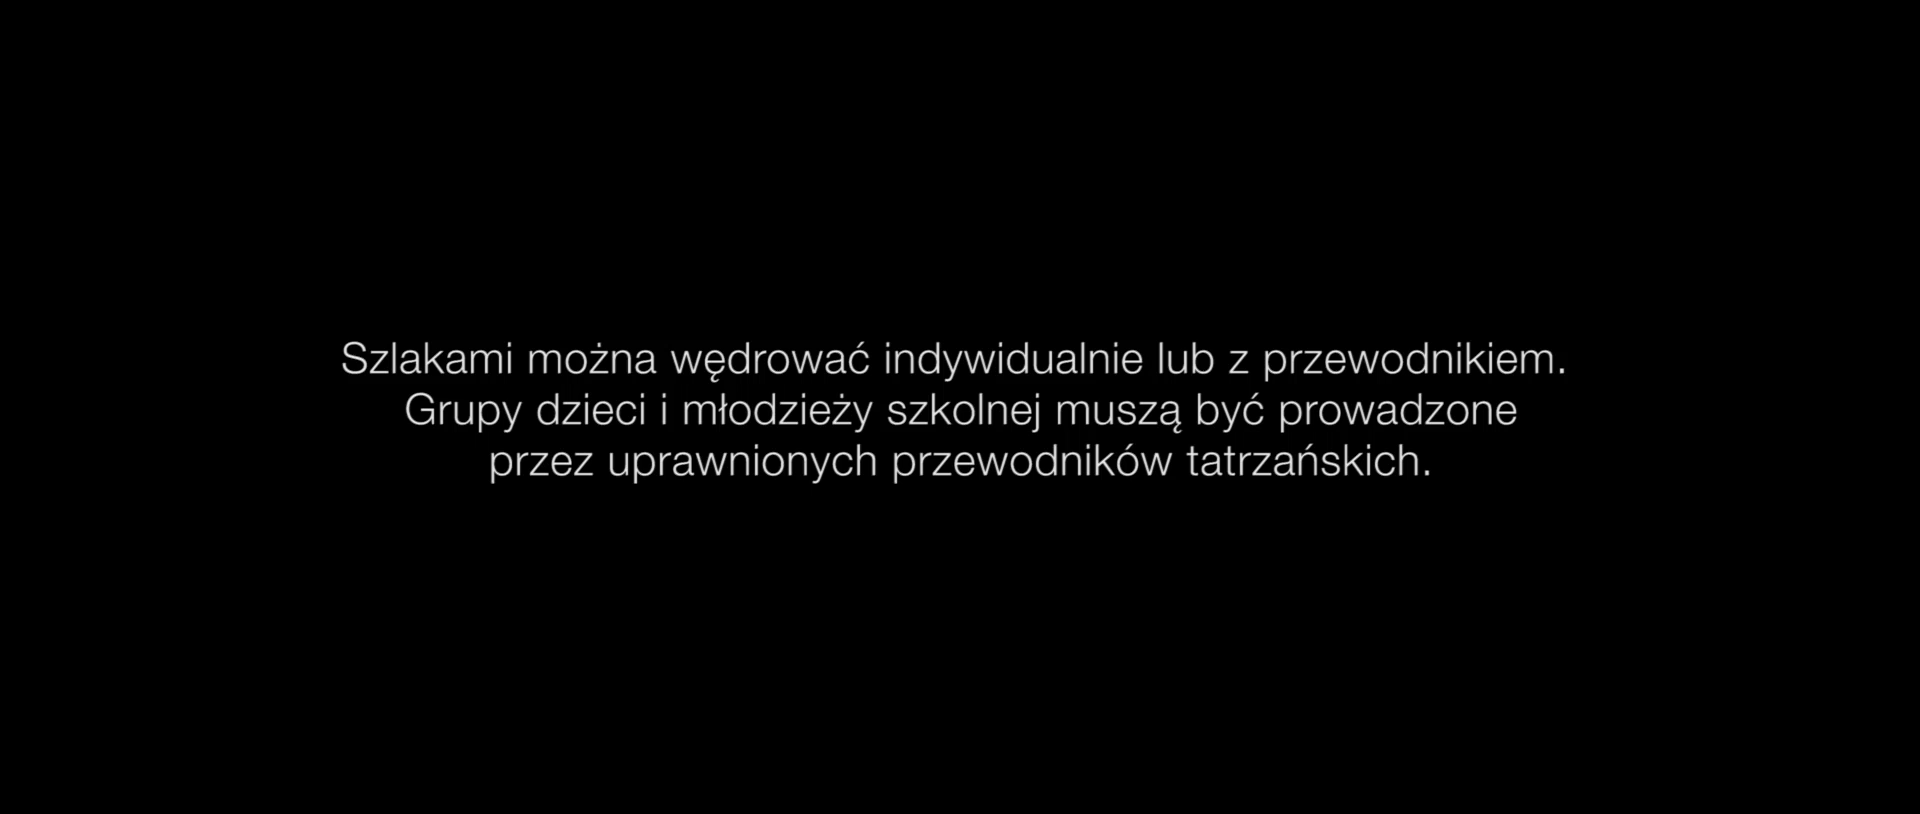 Szlakami można wędrować indywidualnie lub z przewodnikiem.
Grupy dzieci i młodzieży szkolnej muszą być prowadzone
przez uprawnionych przewodników tatrzańskich.